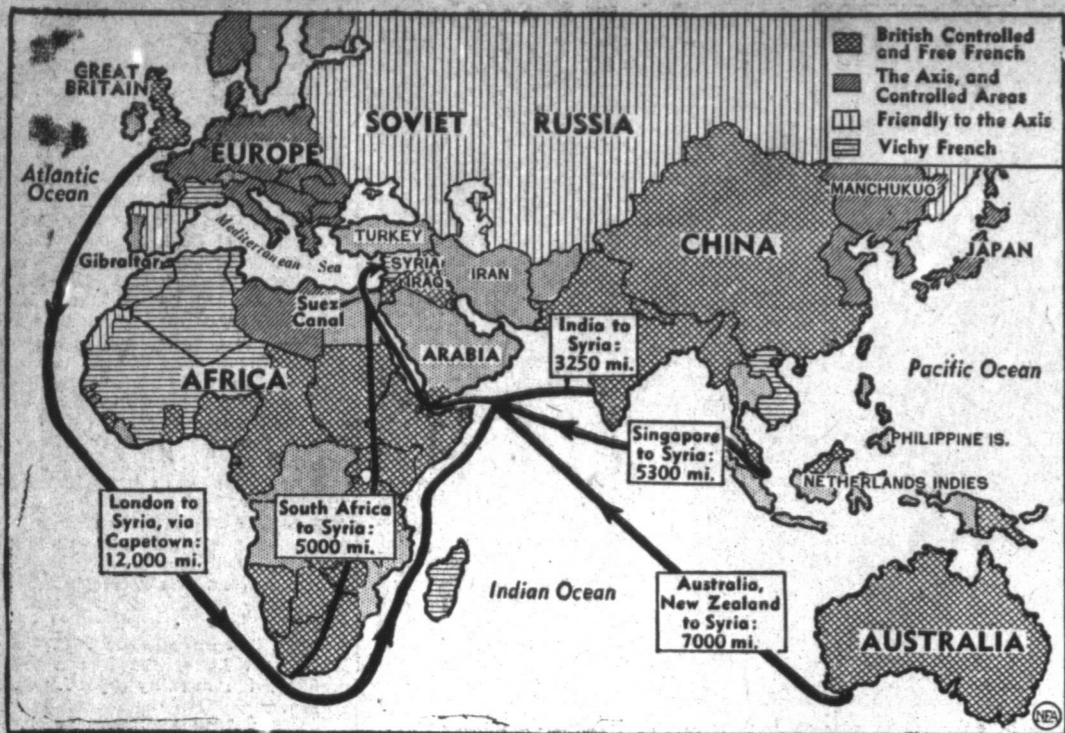 British Controlled
and Free French
The Axis, and
Controlled Areas
Friendly to the Axis
Vichy French
GREAT
BRITAIN
SOVIET RUSSIA
EUROPE
Atlantic
Ocean
MANCHUKUO
CHINA
JAPAN
TURKEY
Mediterranean Sea
Gibraltar
SYRIA
IRAQ
IRAN
Suez
Canal
ARABIA
AFRICA
India to
Syria:
3250 mi.
Pacific Ocean
PHILIPPINE IS.
Singapore
to Syria:
5300 mi.
NETHERLANDS INDIES
London to
Syria, via
Capetown:
12,000 mi.
South Africa
to Syria:
5000 mi.
Indian Ocean
Australia,
New Zealand
to Syria:
7000 mi.
AUSTRALIA
NEA